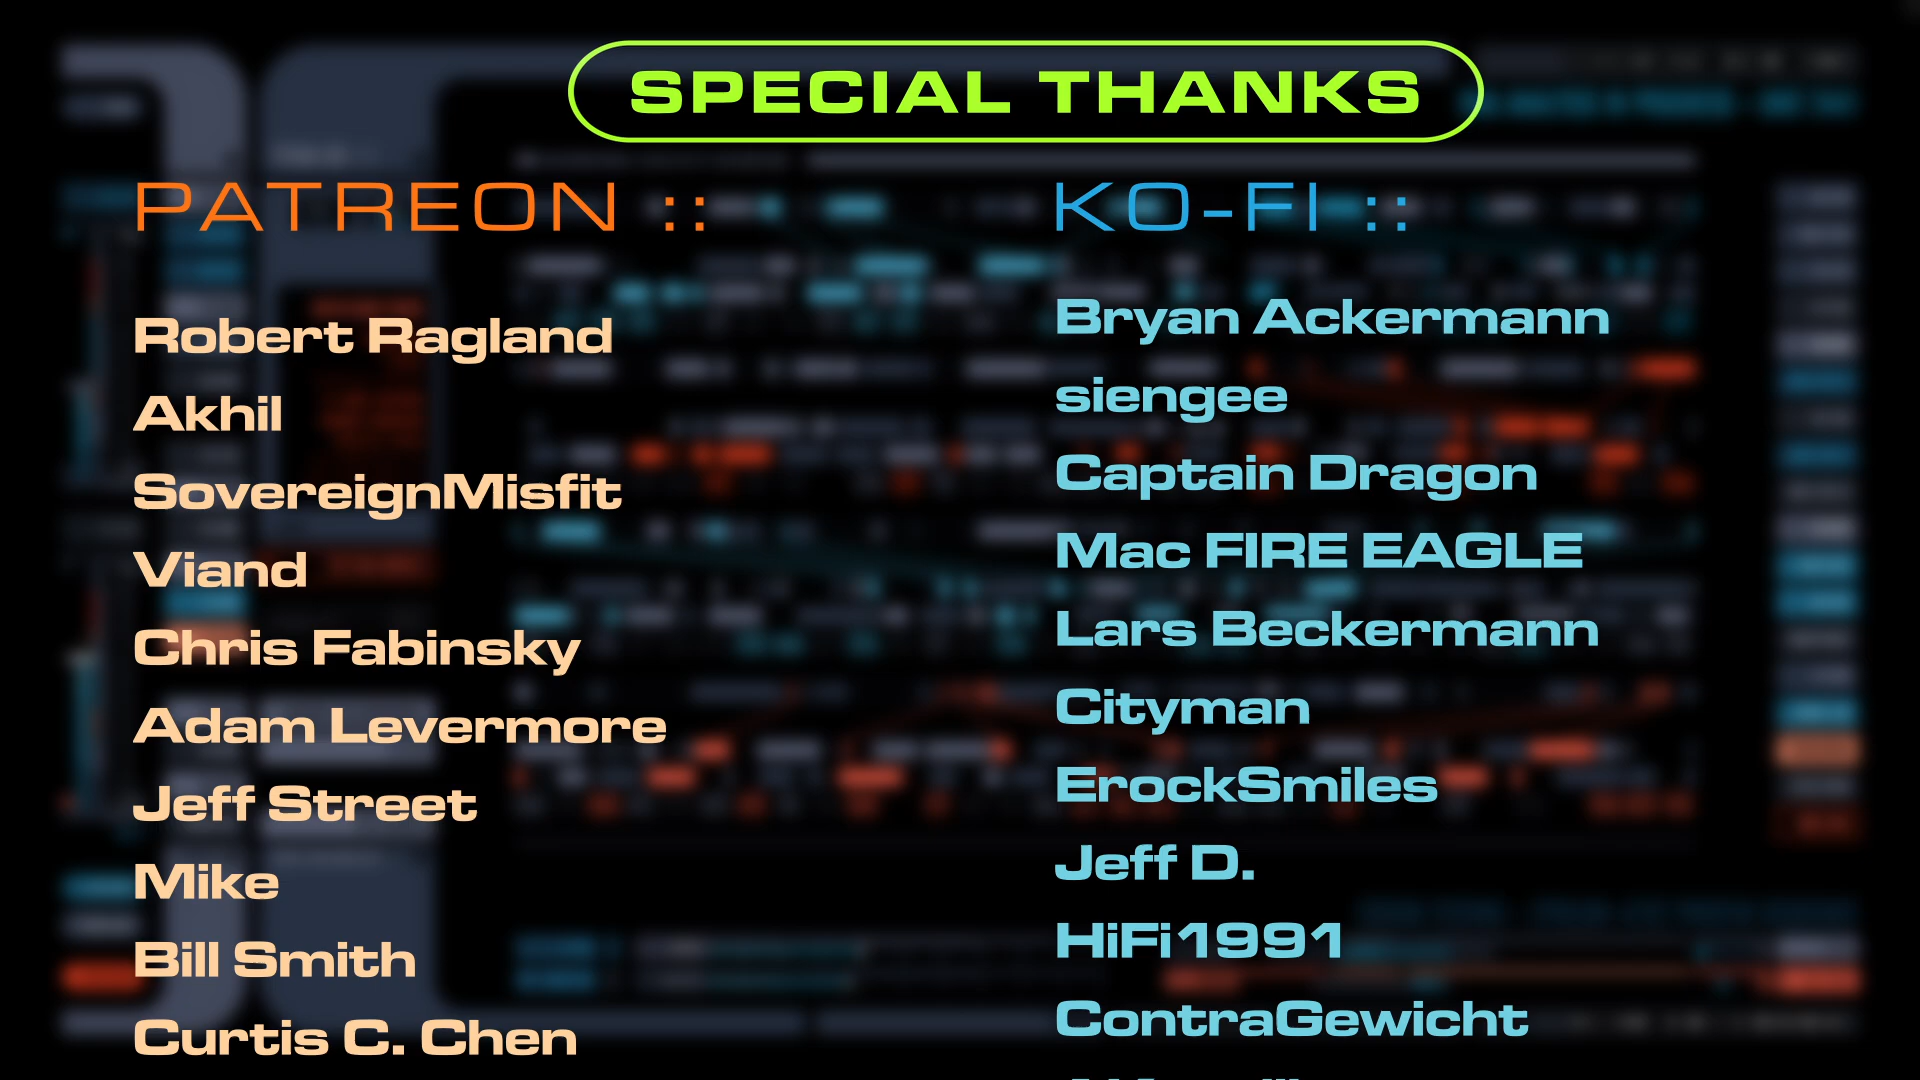 SPECIAL THANKS
PATREON ::
Robert Ragland
Akhil
SovereignMisfit
Viand
Chris Fabinsky
Adam Levermore
Jeff Street
Mike
Bill Smith
Curtis C. Chen
KO-FI ::
Bryan Ackermann
siengee
Captain Dragon
Mac FIRE EAGLE
Lars Beckermann
Cityman
ErockSmiles
Jeff D.
HiFi1991
ContraGewicht